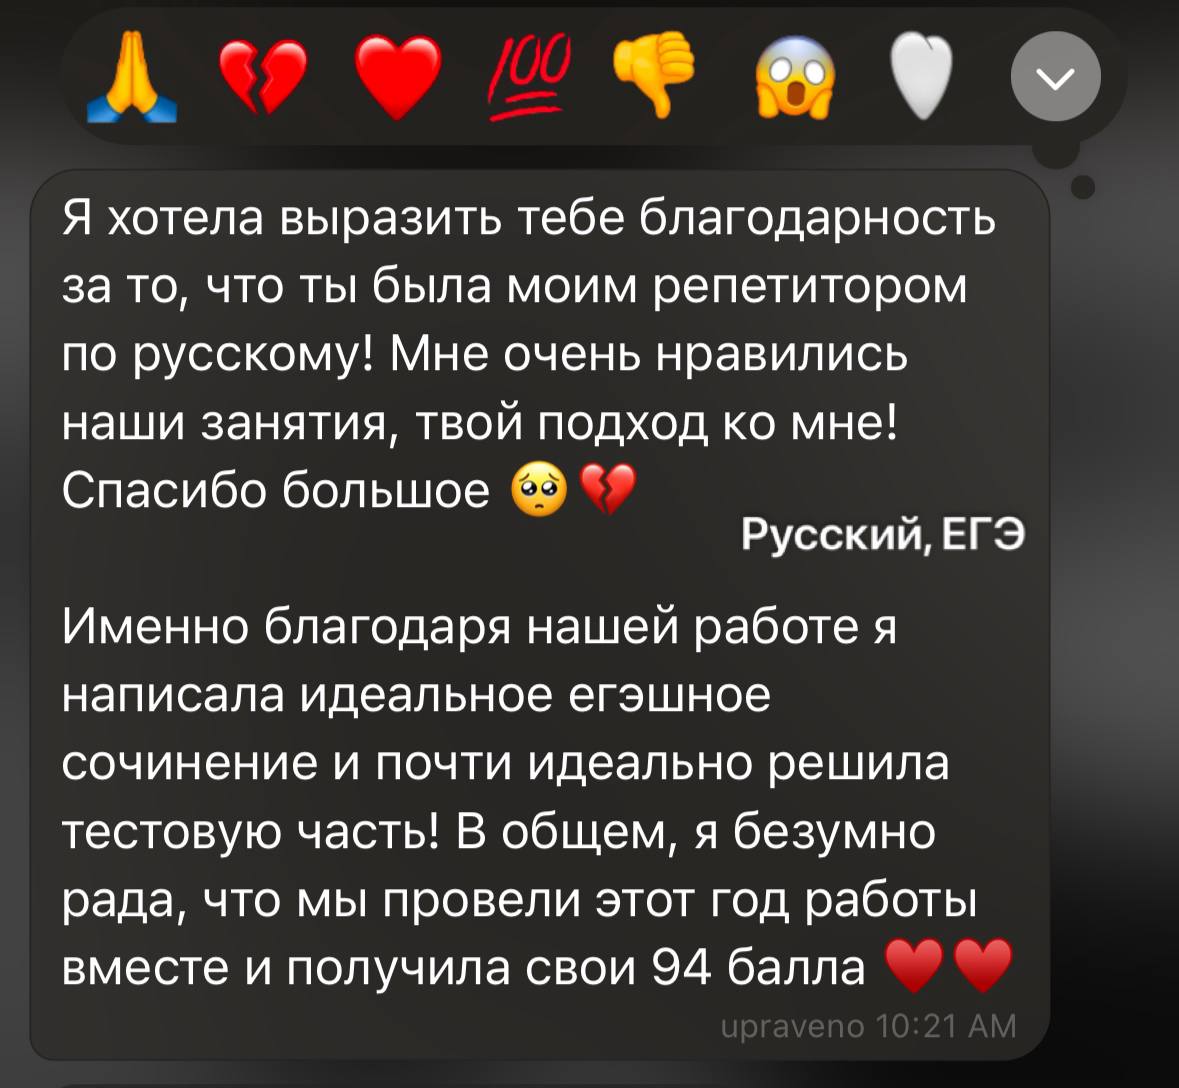 Я хотела выразить тебе благодарность
за то, что ты была моим репетитором
по русскому! Мне очень нравились
наши занятия, твой подход ко мне!
Спасибо большое 🥺💔
Русский, ЕГЭ
Именно благодаря нашей работе я
написала идеальное егэшное
сочинение и почти идеально решила
тестовую часть! В общем, я безумно
рада, что мы провели этот год работы
вместе и получила свои 94 балла ♥️♥️
upraveno 10:21 AM